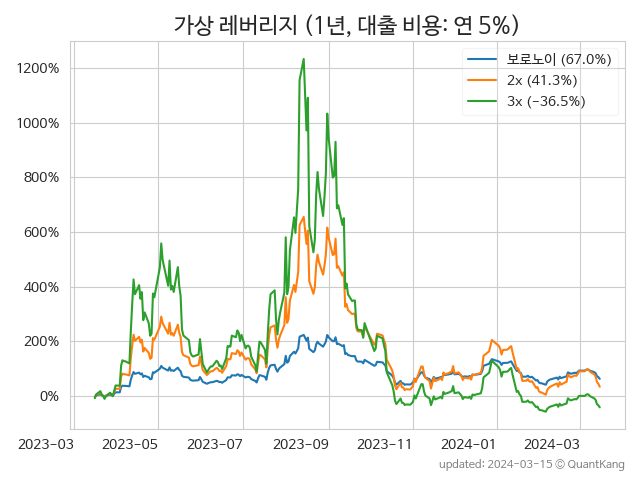 가상 레버리지 (1년, 대출 비용: 연 5%)
보로노이 (67.0%)
2x (41.3%)
3x (−36.5%)
1200%
1000%
800%
600%
400%
200%
0%
2023-03 2023-05 2023-07 2023-09 2023-11 2024-01 2024-03
updated: 2024-03-15 © QuantKang